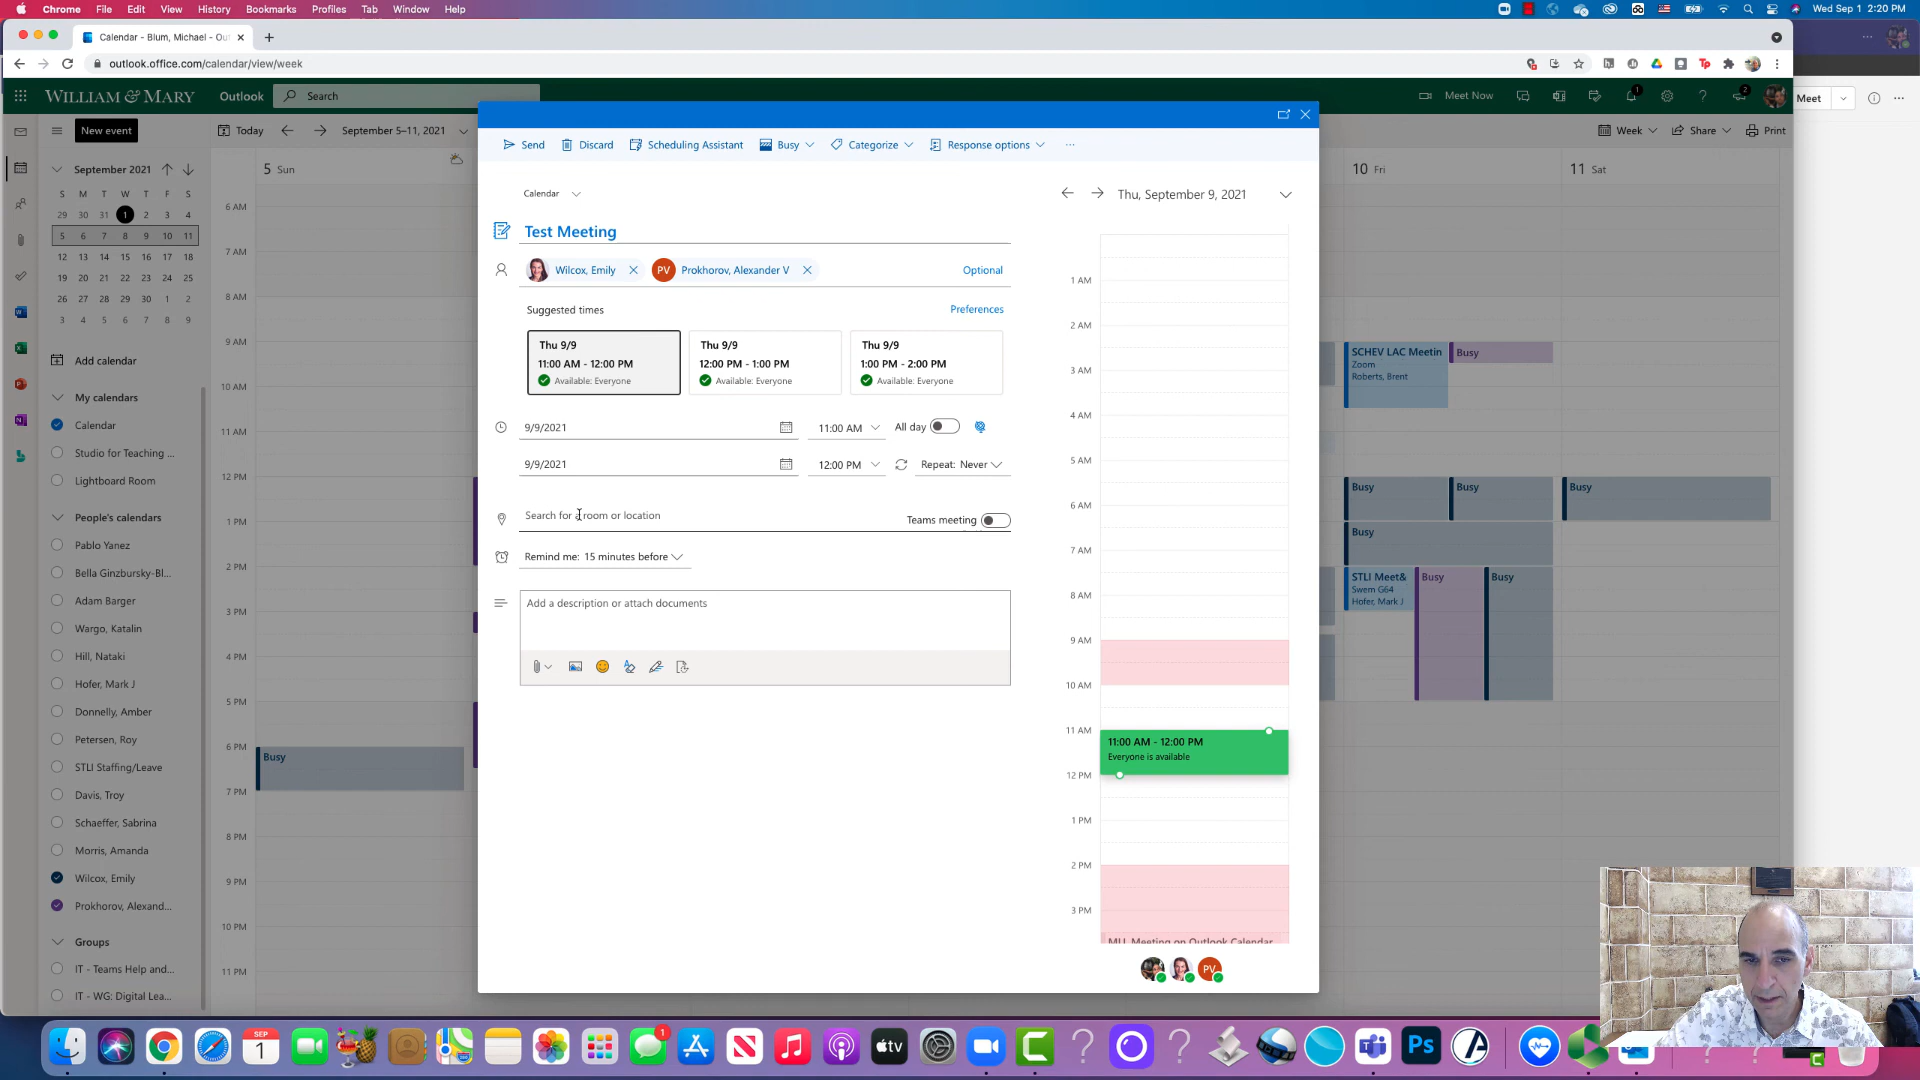 Chrome File Edit View History Bookmarks Profiles Tab Window Help
Wed Sep 1 2:20 PM
Calendar - Blum, Michael - Ou
outlook.office.com/calendar/view/week
WILLIAM & MARY Outlook Search
Meet Now 1 2
Meet
New event
Today September 5–11, 2021
Week Share Print
September 2021
S M T W T F S
29 30 31 1 2 3 4
5 6 7 8 9 10 11
12 13 14 15 16 17 18
19 20 21 22 23 24 25
26 27 28 29 30 1 2
3 4 5 6 7 8 9
Add calendar
My calendars
Calendar
Studio for Teaching ...
Lightboard Room
People's calendars
Pablo Yanez
Bella Ginzbursky-Bl...
Adam Barger
Wargo, Katalin
Hill, Nataki
Hofer, Mark J
Donnelly, Amber
Petersen, Roy
STLI Staffing/Leave
Davis, Troy
Schaeffer, Sabrina
Morris, Amanda
Wilcox, Emily
Prokhorov, Alexand...
Groups
IT - Teams Help and...
IT - WG: Digital Lea...
5 Sun
6 AM
7 AM
8 AM
9 AM
10 AM
11 AM
12 PM
1 PM
2 PM
3 PM
4 PM
5 PM
6 PM
7 PM
8 PM
9 PM
10 PM
11 PM
Busy
Send Discard Scheduling Assistant Busy Categorize Response options ...
Calendar
Test Meeting
Wilcox, Emily PV Prokhorov, Alexander V Optional
Suggested times Preferences
Thu 9/9
11:00 AM - 12:00 PM
Available: Everyone
Thu 9/9
12:00 PM - 1:00 PM
Available: Everyone
Thu 9/9
1:00 PM - 2:00 PM
Available: Everyone
9/9/2021 11:00 AM All day
9/9/2021 12:00 PM Repeat: Never
Search for a room or location Teams meeting
Remind me: 15 minutes before
Add a description or attach documents
Thu, September 9, 2021
1 AM
2 AM
3 AM
4 AM
5 AM
6 AM
7 AM
8 AM
9 AM
10 AM
11 AM
12 PM
1 PM
2 PM
3 PM
11:00 AM - 12:00 PM
Everyone is available
MLL Meeting on Outlook Calendar
PV
10 Fri 11 Sat
SCHEV LAC Meetin
Zoom
Roberts, Brent
Busy
Busy Busy Busy
Busy
STLI Meet&
Swem G64
Hofer, Mark J
Busy
Busy
SEP
1
1
tv
Ps